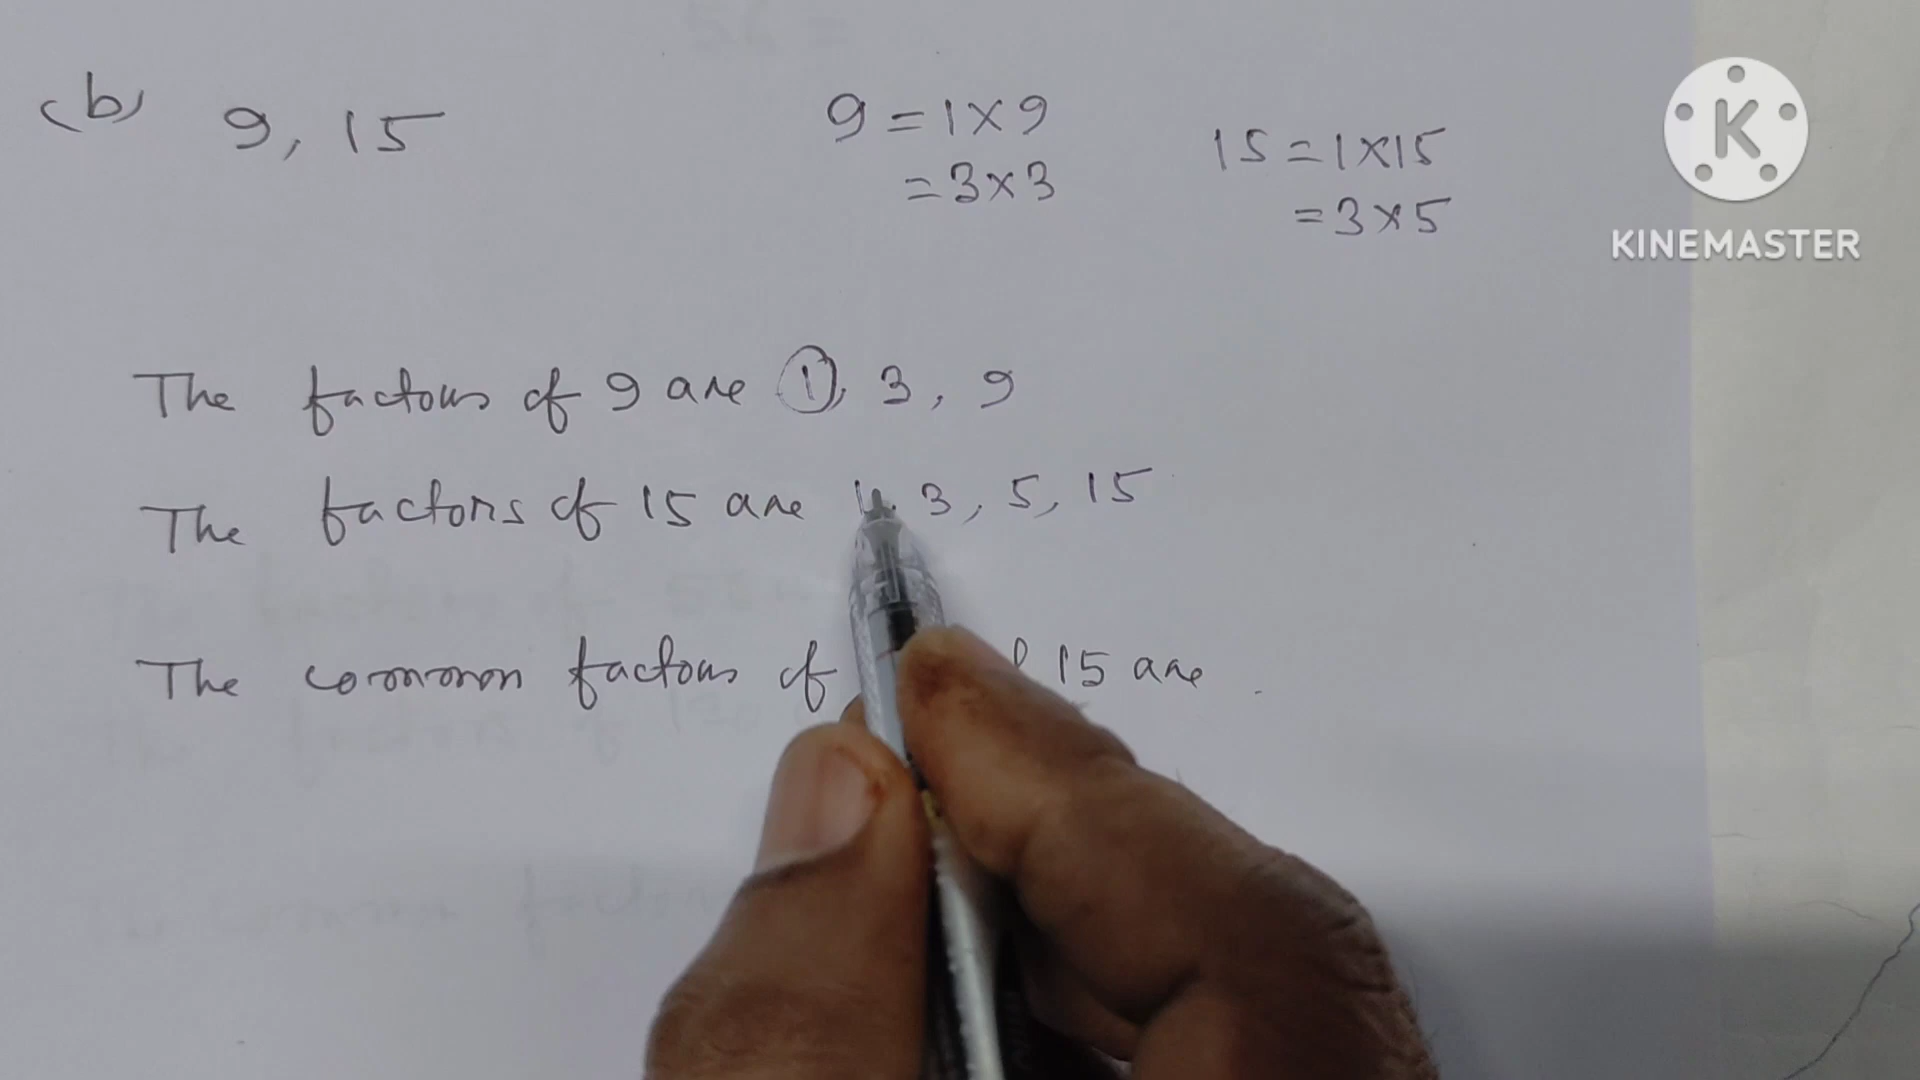 (b) 9, 15
9 = 1 × 9
= 3 × 3
15 = 1 × 15
= 3 × 5
K
KINEMASTER
The factors of 9 are 1, 3, 9
The factors of 15 are 1, 3, 5, 15
The common factors of 15 are